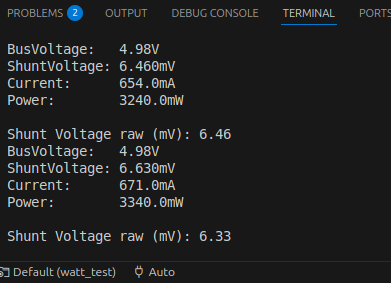 PROBLEMS 2 OUTPUT DEBUG CONSOLE TERMINAL PORTS
BusVoltage: 4.98V
ShuntVoltage: 6.460mV
Current: 654.0mA
Power: 3240.0mW
Shunt Voltage raw (mV): 6.46
BusVoltage: 4.98V
ShuntVoltage: 6.630mV
Current: 671.0mA
Power: 3340.0mW
Shunt Voltage raw (mV): 6.33
Default (watt_test) Auto